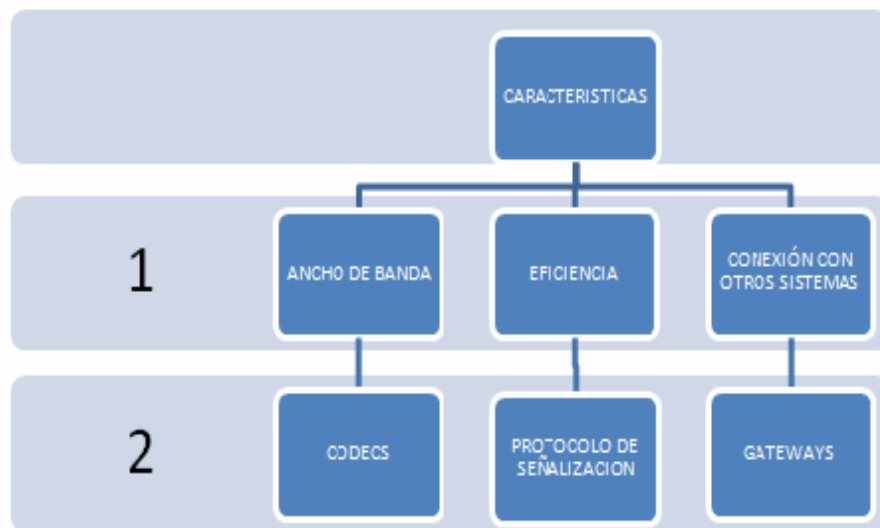 CARACTERISTICAS
1
ANCHO DE BANDA
EFICIENCIA
CONEXIÓN CON
OTROS SISTEMAS
2
CODECS
PROTOCOLO DE
SEÑALIZACION
GATEWAYS